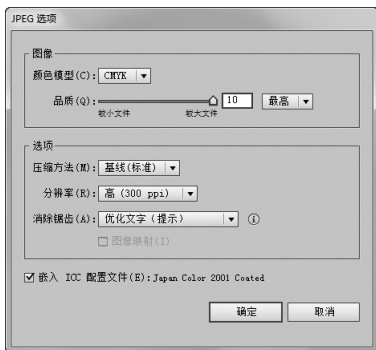 JPEG 选项
图像
颜色模型(C): CMYK
品质(Q): 10 最高
较小文件 较大文件
选项
压缩方法(M): 基线(标准)
分辨率(R): 高 (300 ppi)
消除锯齿(A): 优化文字 (提示)
图像映射(I)
嵌入 ICC 配置文件(E): Japan Color 2001 Coated
确定 取消